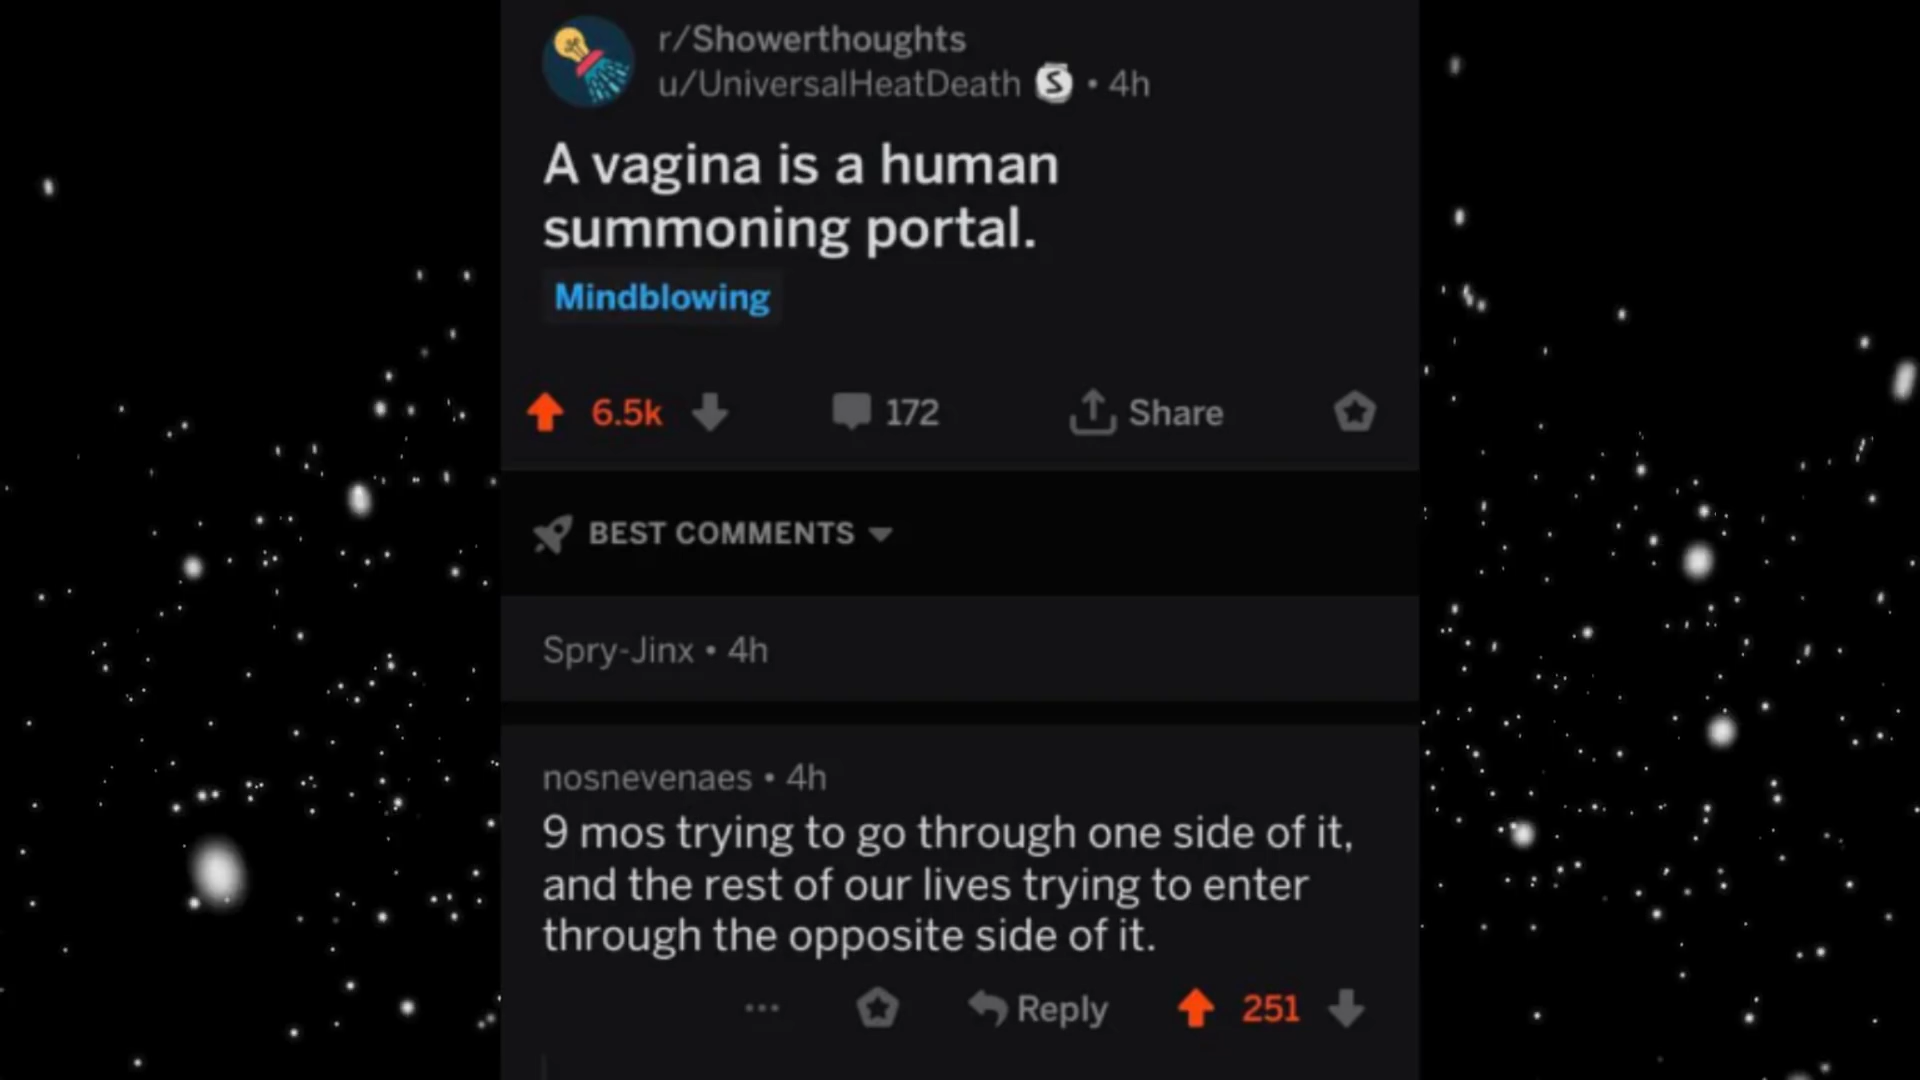 r/Showerthoughts
u/UniversalHeatDeath S • 4h
A vagina is a human
summoning portal.
Mindblowing
6.5k
172
Share
BEST COMMENTS
Spry-Jinx • 4h
nosnevenaes • 4h
9 mos trying to go through one side of it,
and the rest of our lives trying to enter
through the opposite side of it.
... Reply 251